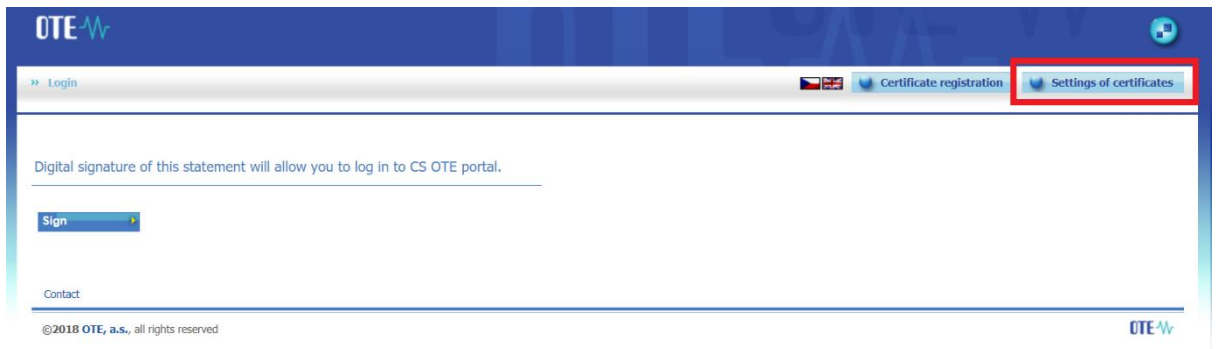 OTE
» Login
Certificate registration
Settings of certificates
Digital signature of this statement will allow you to log in to CS OTE portal.
Sign
Contact
©2018 OTE, a.s., all rights reserved
OTE